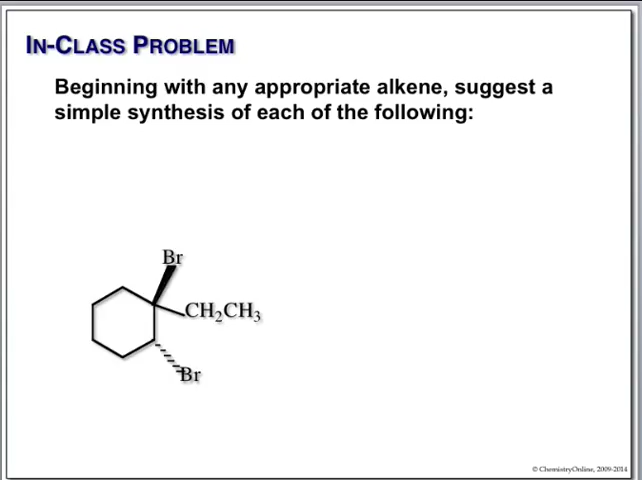 IN-CLASS PROBLEM
Beginning with any appropriate alkene, suggest a
simple synthesis of each of the following:
Br
CH₂CH₃
Br
© ChemistryOnline, 2009-2014